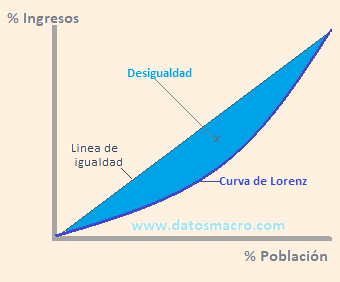 % Ingresos
Desigualdad
Linea de
igualdad
Curva de Lorenz
www.datosmacro.com
% Población